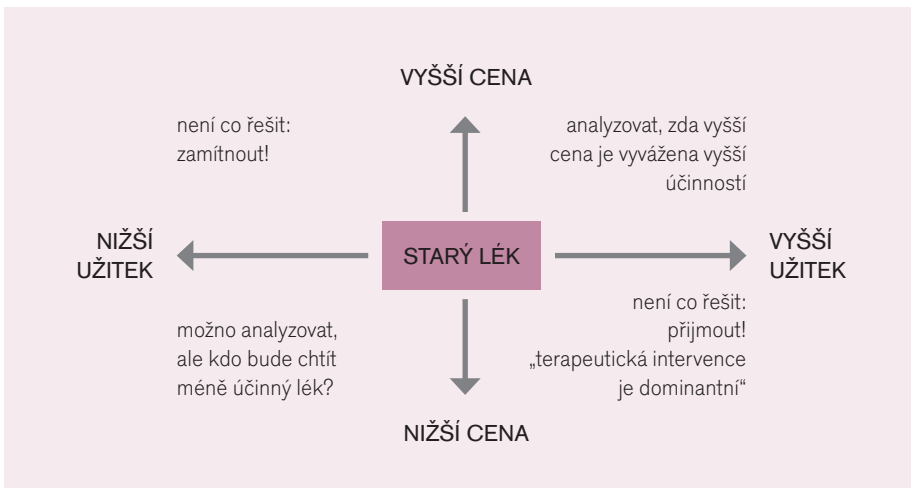 VYŠŠÍ CENA
není co řešit:
zamítnout!
analyzovat, zda vyšší
cena je vyvážena vyšší
účinností
NIŽŠÍ
UŽITEK
STARÝ LÉK
VYŠŠÍ
UŽITEK
možno analyzovat,
ale kdo bude chtít
méně účinný lék?
není co řešit:
přijmout!
„terapeutická intervence
je dominantní“
NIŽŠÍ CENA